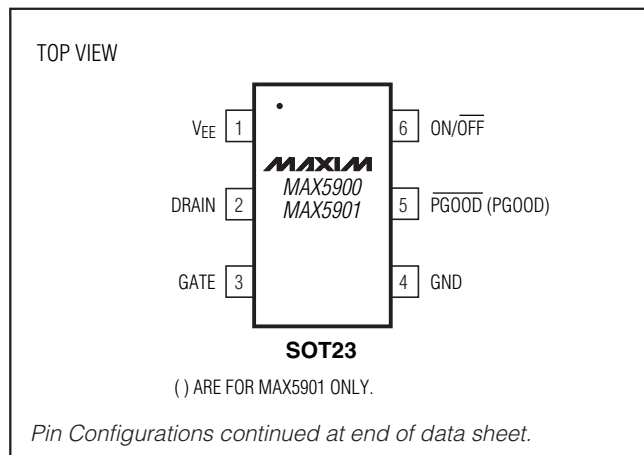 TOP VIEW
VEE 1
6 ON/OFF
MAXIM
MAX5900
MAX5901
DRAIN 2
5 PGOOD (PGOOD)
GATE 3
4 GND
SOT23
( ) ARE FOR MAX5901 ONLY.
Pin Configurations continued at end of data sheet.